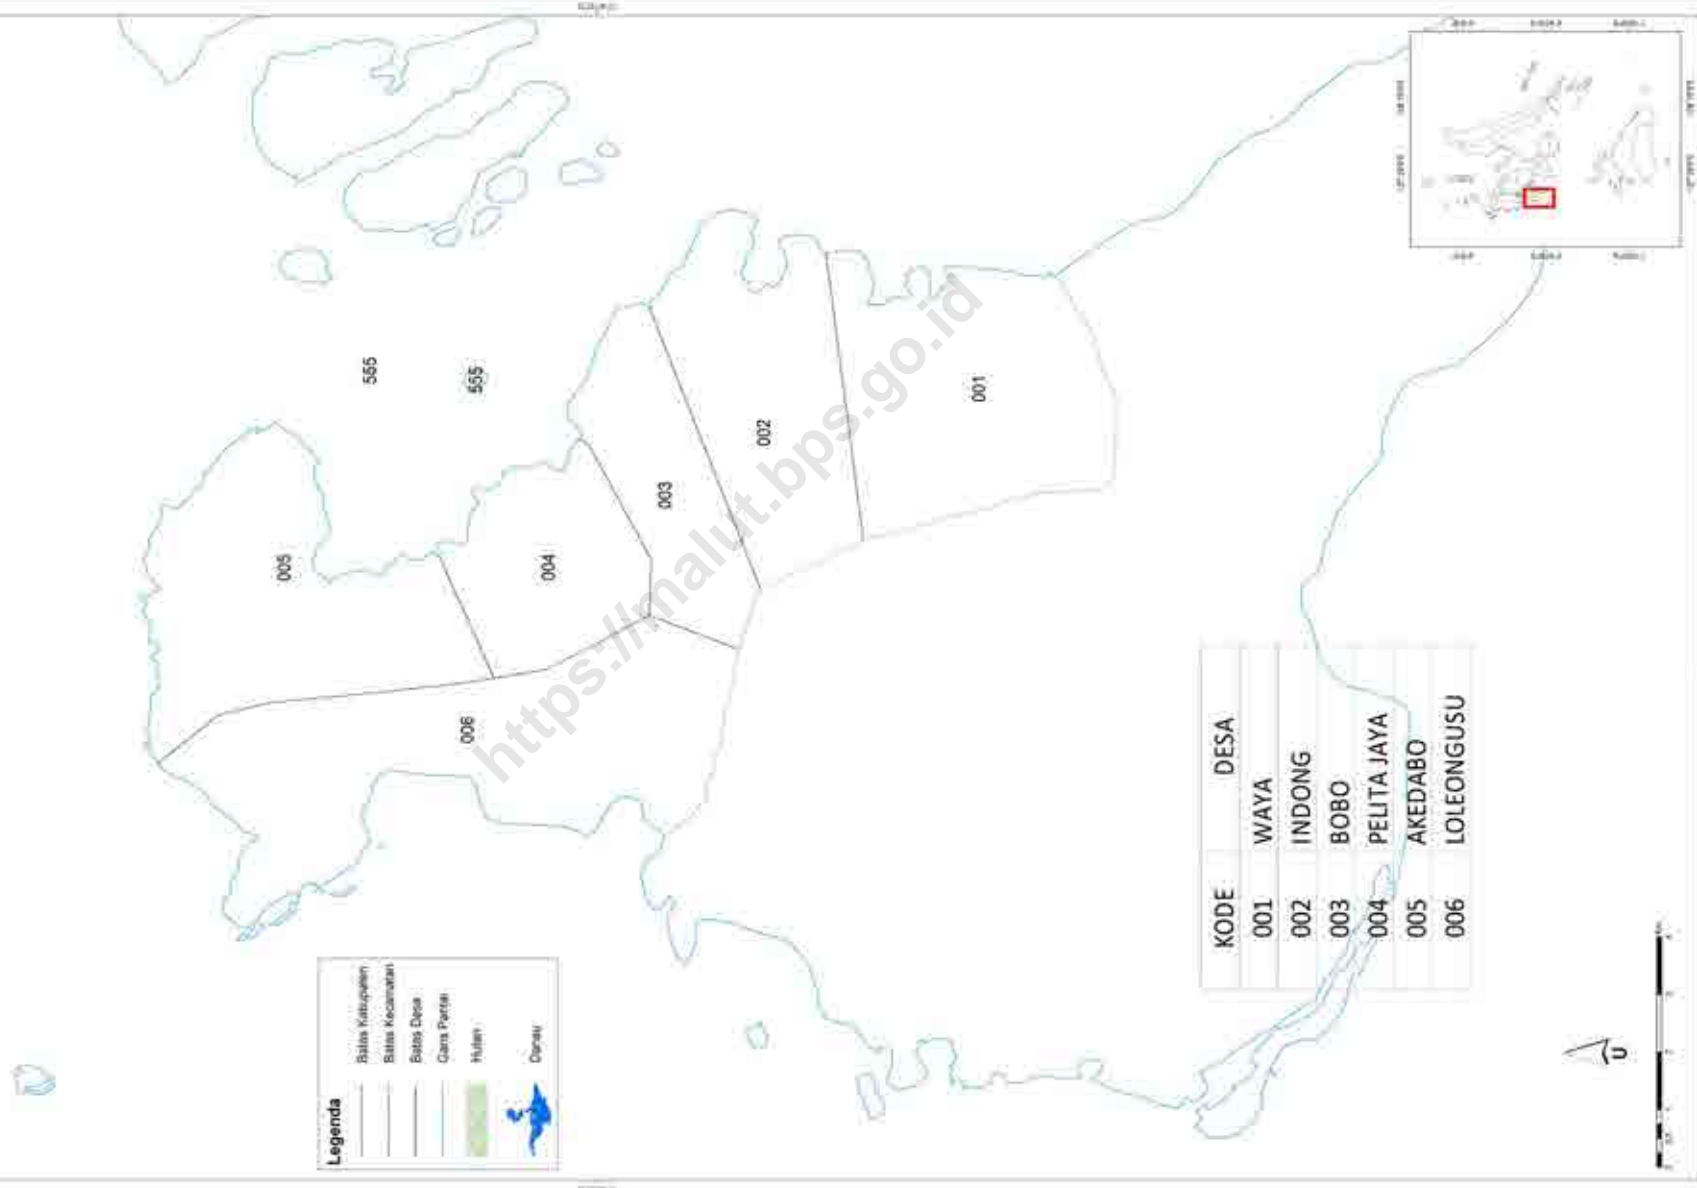 555
555
001
002
003
004
005
006
https://malut.bps.go.id
Legenda
Batas Kabupaten
Batas Kecamatan
Batas Desa
Garis Pantai
Hutan
Danau
KODE DESA
001 WAYA
002 INDONG
003 BOBO
004 PELITA JAYA
005 AKEDABO
006 LOLEONGUSU
U